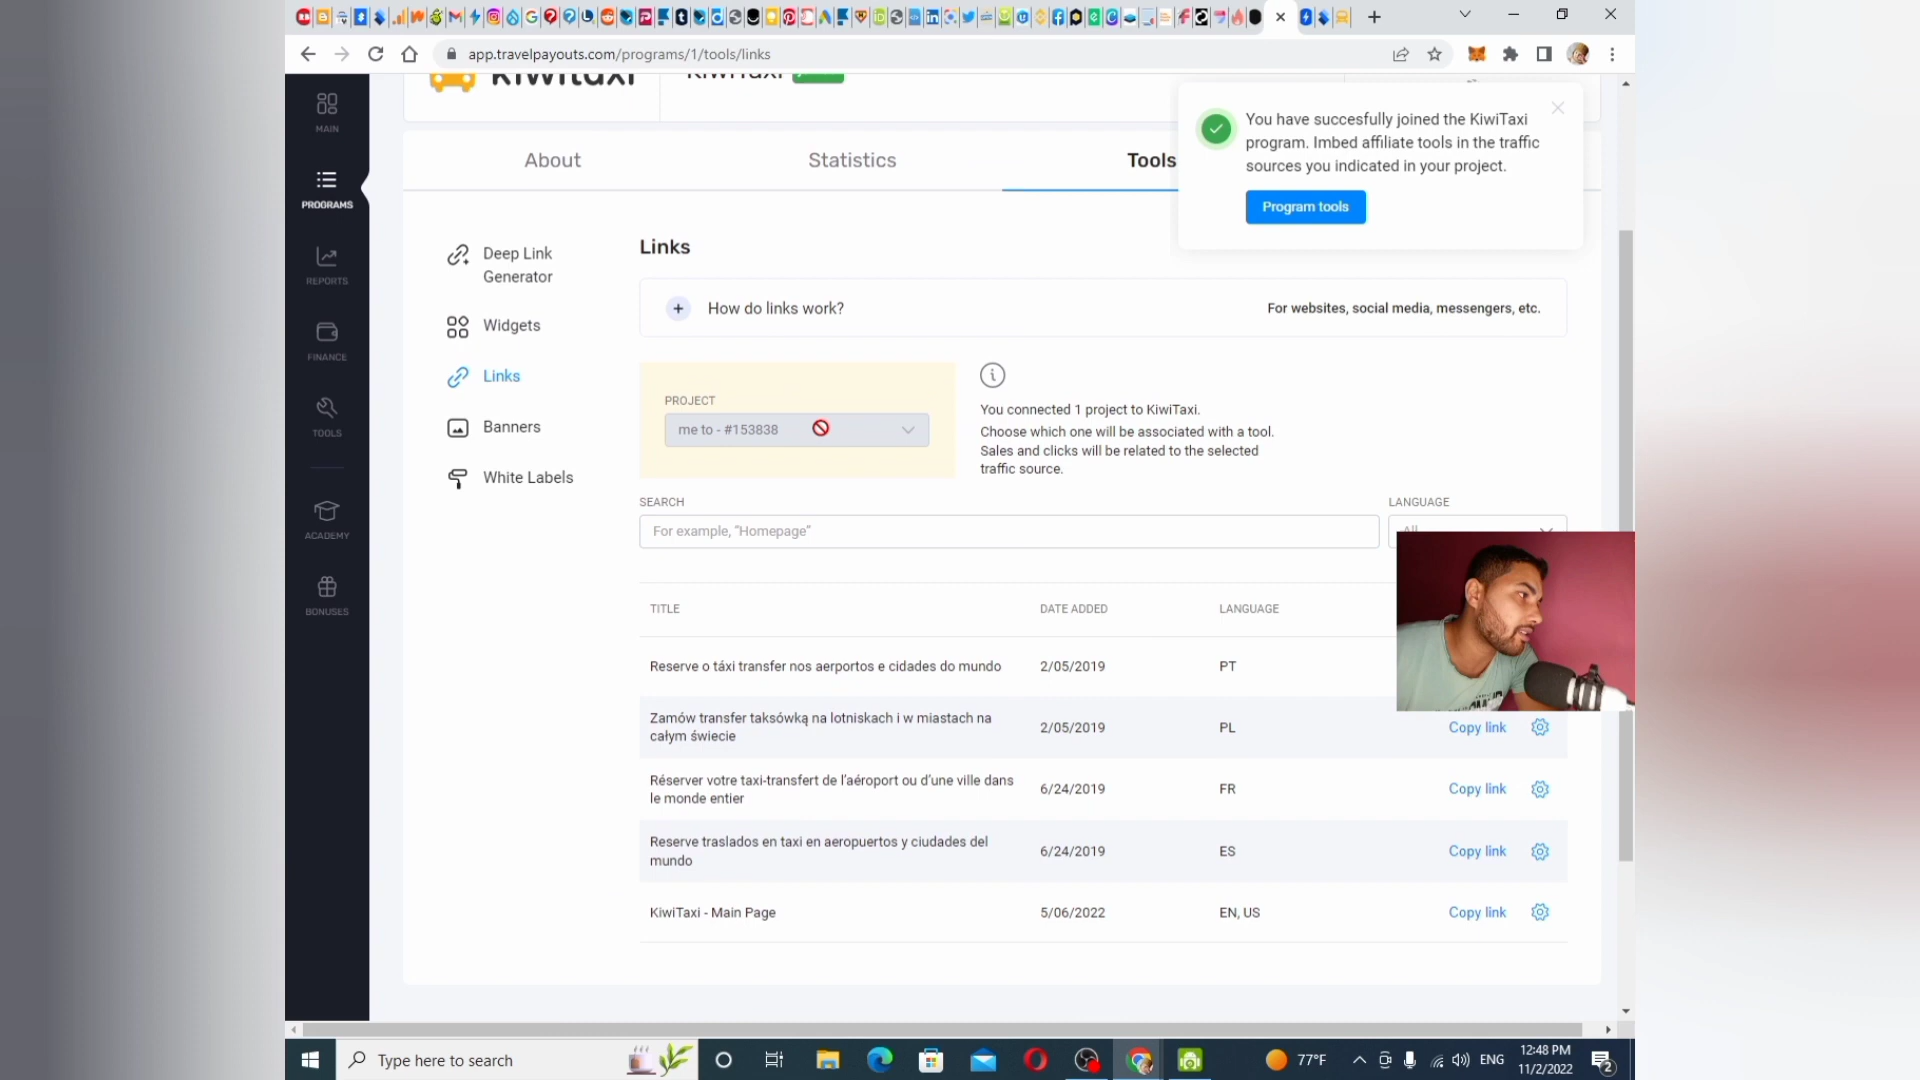 app.travelpayouts.com/programs/1/tools/links
kiwitaxi
KiwiTaxi
MAIN
PROGRAMS
REPORTS
FINANCE
TOOLS
ACADEMY
BONUSES
About
Statistics
Tools
You have succesfully joined the KiwiTaxi
program. Imbed affiliate tools in the traffic
sources you indicated in your project.
Program tools
Deep Link
Generator
Widgets
Links
Banners
White Labels
Links
+ How do links work?
For websites, social media, messengers, etc.
PROJECT
me to - #153838
You connected 1 project to KiwiTaxi.
Choose which one will be associated with a tool.
Sales and clicks will be related to the selected
traffic source.
SEARCH
For example, "Homepage"
LANGUAGE
All
TITLE DATE ADDED LANGUAGE
Reserve o táxi transfer nos aerportos e cidades do mundo 2/05/2019 PT
Zamów transfer taksówką na lotniskach i w miastach na
całym świecie 2/05/2019 PL Copy link
Réserver votre taxi-transfert de l'aéroport ou d'une ville dans
le monde entier 6/24/2019 FR Copy link
Reserve traslados en taxi en aeropuertos y ciudades del
mundo 6/24/2019 ES Copy link
KiwiTaxi - Main Page 5/06/2022 EN, US Copy link
Type here to search
77°F
ENG
12:48 PM
11/2/2022
2